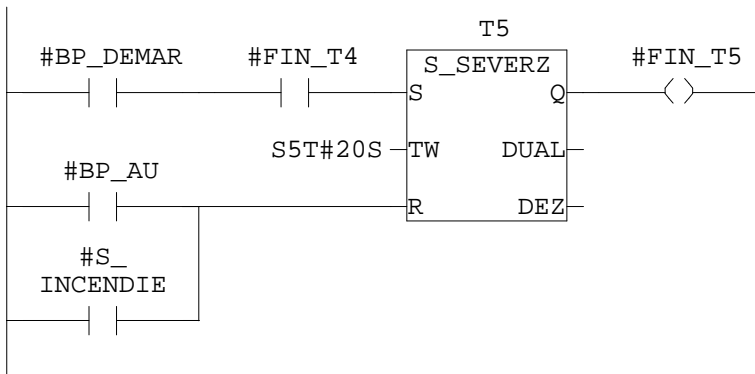 T5
#BP_DEMAR #FIN_T4 S_SEVERZ #FIN_T5
S Q
S5T#20S TW DUAL
#BP_AU
R DEZ
#S_
INCENDIE